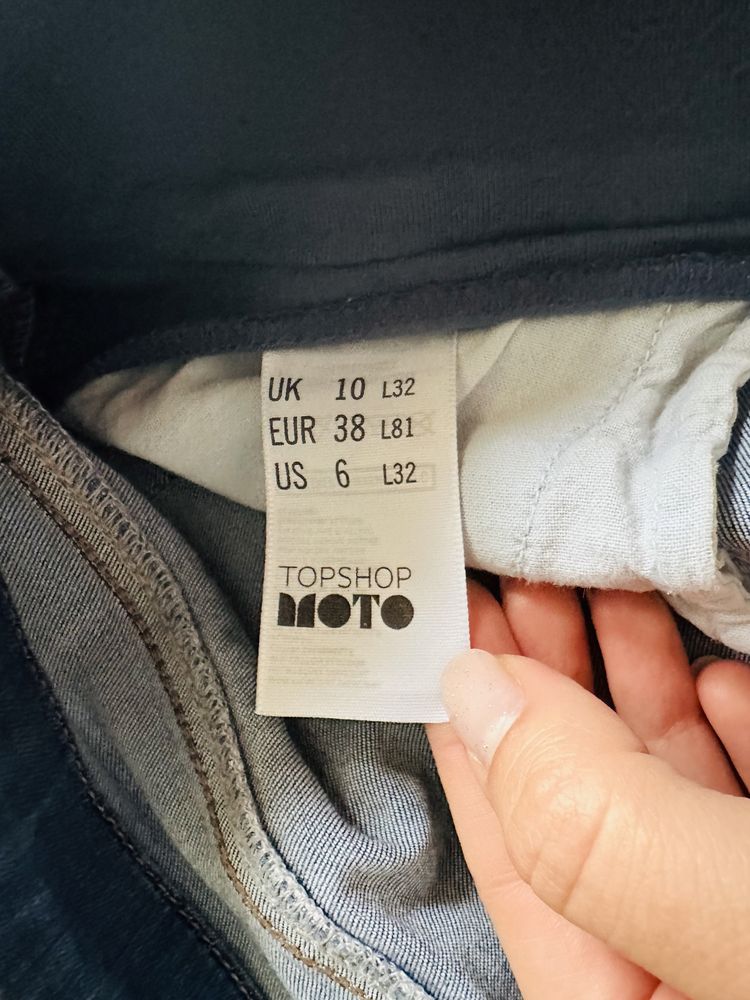 UK 10 L32
EUR 38 L81
US 6 L32
TOPSHOP
MOTO